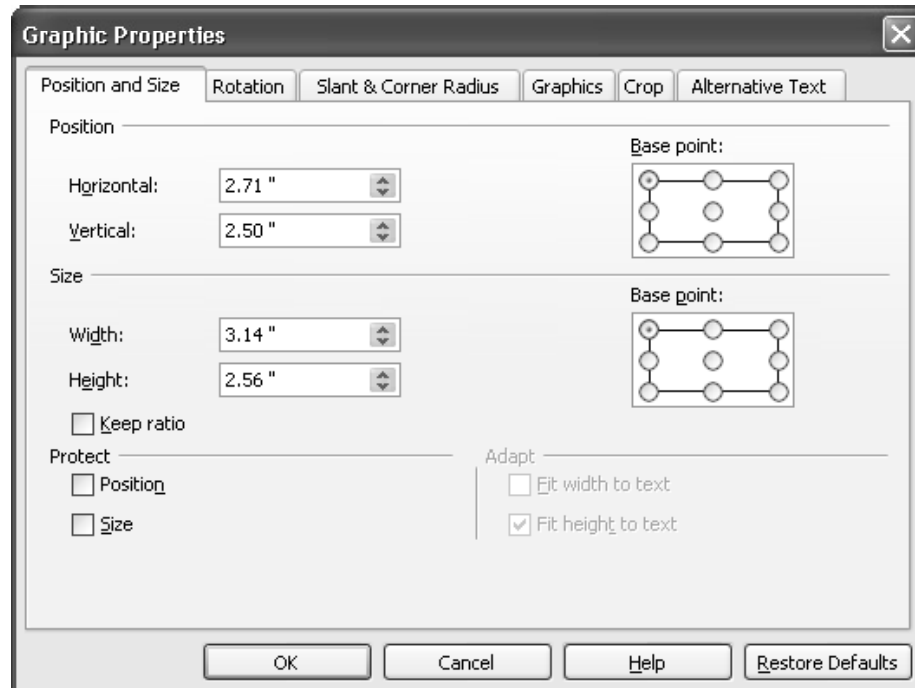 Graphic Properties
Position and Size Rotation Slant & Corner Radius Graphics Crop Alternative Text
Position
Base point:
Horizontal: 2.71 "
Vertical: 2.50 "
Size
Base point:
Width: 3.14 "
Height: 2.56 "
Keep ratio
Protect Adapt
Position Fit width to text
Size Fit height to text
OK Cancel Help Restore Defaults